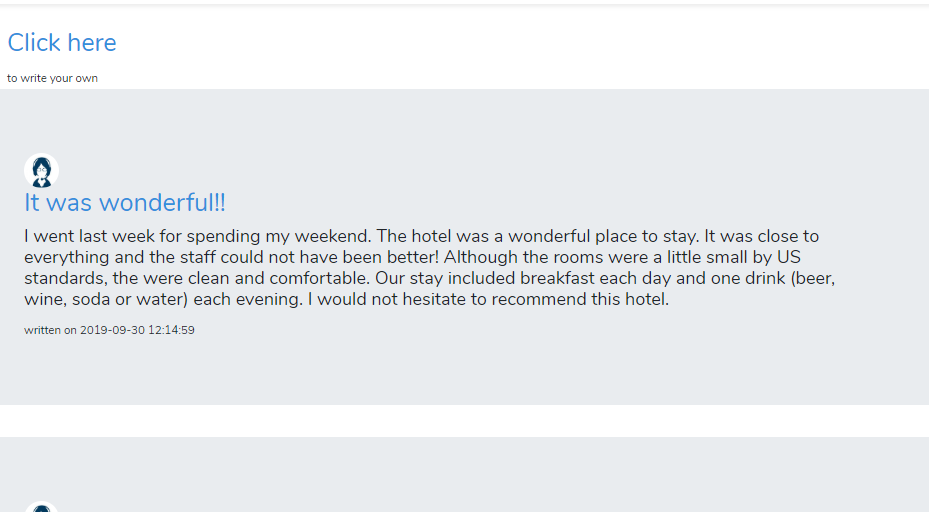 Click here
to write your own
It was wonderful!!
I went last week for spending my weekend. The hotel was a wonderful place to stay. It was close to
everything and the staff could not have been better! Although the rooms were a little small by US
standards, the were clean and comfortable. Our stay included breakfast each day and one drink (beer,
wine, soda or water) each evening. I would not hesitate to recommend this hotel.
written on 2019-09-30 12:14:59